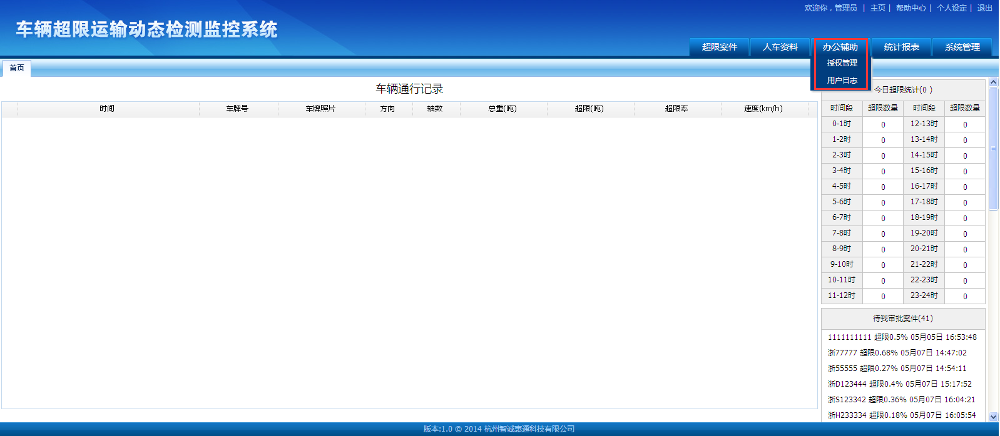 欢迎你，管理员 | 主页 | 帮助中心 | 个人设定 | 退出
车辆超限运输动态检测监控系统
超限案件 人车资料 办公辅助 统计报表 系统管理
授权管理
用户日志
首页
车辆通行记录
时间 车牌号 车牌照片 方向 轴数 总重(吨) 超限(吨) 超限率 速度(km/h)
今日超限统计(0 )
时间段 超限数量 时间段 超限数量
0-1时 0 12-13时 0
1-2时 0 13-14时 0
2-3时 0 14-15时 0
3-4时 0 15-16时 0
4-5时 0 16-17时 0
5-6时 0 17-18时 0
6-7时 0 18-19时 0
7-8时 0 19-20时 0
8-9时 0 20-21时 0
9-10时 0 21-22时 0
10-11时 0 22-23时 0
11-12时 0 23-24时 0
待我审批案件(41)
1111111111 超限0.5% 05月05日 16:53:48
浙77777 超限0.68% 05月07日 14:47:02
浙55555 超限0.27% 05月07日 14:54:11
浙D123444 超限0.4% 05月07日 15:17:52
浙S123342 超限0.36% 05月07日 16:04:21
浙H233334 超限0.18% 05月07日 16:05:54
版本:1.0 © 2014 杭州智诚惠通科技有限公司